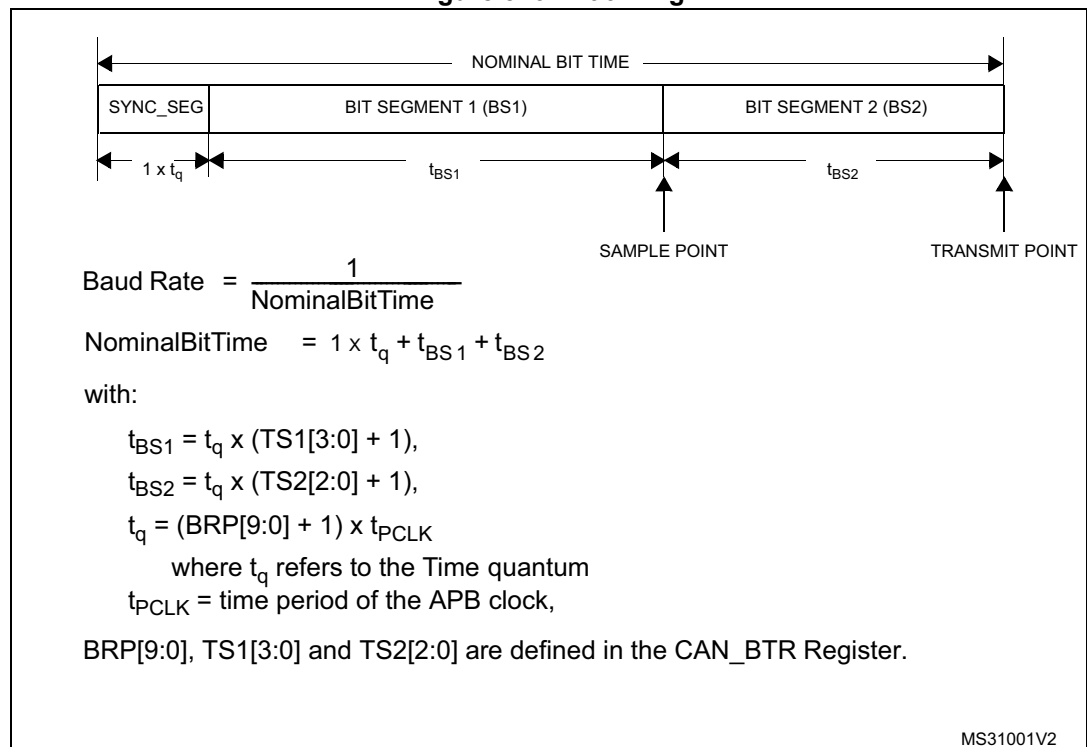 NOMINAL BIT TIME
SYNC_SEG BIT SEGMENT 1 (BS1) BIT SEGMENT 2 (BS2)
1 x tq tBS1 tBS2
SAMPLE POINT TRANSMIT POINT
Baud Rate = 1
NominalBitTime
NominalBitTime = 1 × tq + tBS1 + tBS2
with:
tBS1 = tq x (TS1[3:0] + 1),
tBS2 = tq x (TS2[2:0] + 1),
tq = (BRP[9:0] + 1) x tPCLK
where tq refers to the Time quantum
tPCLK = time period of the APB clock,
BRP[9:0], TS1[3:0] and TS2[2:0] are defined in the CAN_BTR Register.
MS31001V2